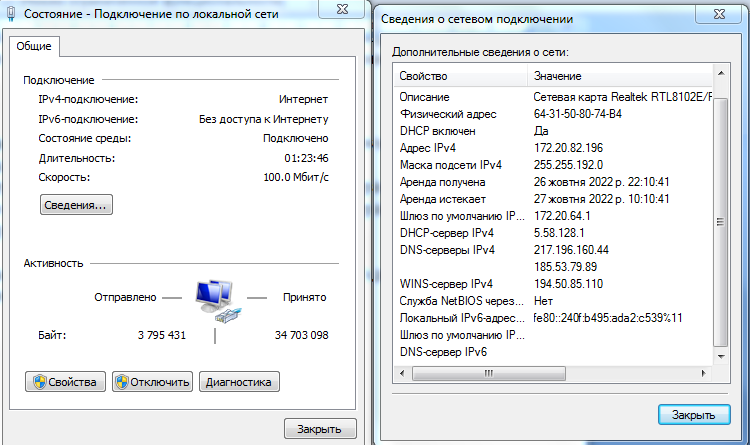 Состояние - Подключение по локальной сети
Общие
Подключение
IPv4-подключение: Интернет
IPv6-подключение: Без доступа к Интернету
Состояние среды: Подключено
Длительность: 01:23:46
Скорость: 100.0 Мбит/с
Сведения...
Активность
Отправлено Принято
Байт: 3 795 431 34 703 098
Свойства Отключить Диагностика
Закрыть
Сведения о сетевом подключении
Дополнительные сведения о сети:
Свойство Значение
Описание Сетевая карта Realtek RTL8102E/F
Физический адрес 64-31-50-80-74-B4
DHCP включен Да
Адрес IPv4 172.20.82.196
Маска подсети IPv4 255.255.192.0
Аренда получена 26 жовтня 2022 р. 22:10:41
Аренда истекает 27 жовтня 2022 р. 10:10:41
Шлюз по умолчанию IP... 172.20.64.1
DHCP-сервер IPv4 5.58.128.1
DNS-серверы IPv4 217.196.160.44
185.53.79.89
WINS-сервер IPv4 194.50.85.110
Служба NetBIOS через... Нет
Локальный IPv6-адрес... fe80::240f:b495:ada2:c539%11
Шлюз по умолчанию IP...
DNS-сервер IPv6
Закрыть